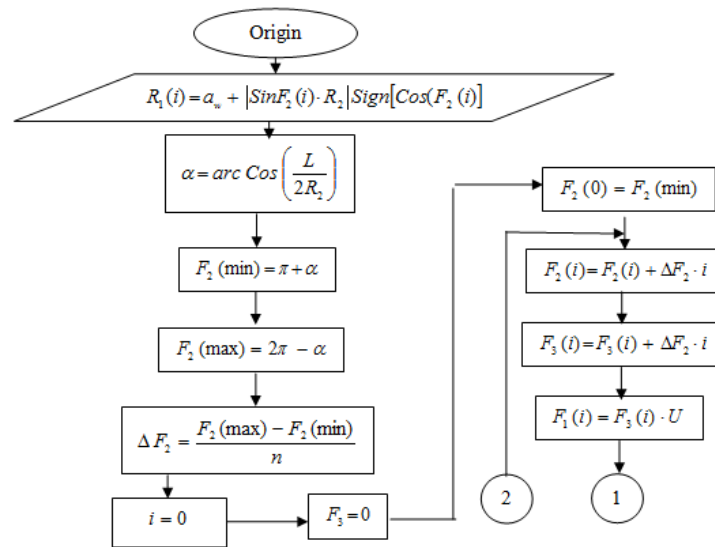 Origin
R₁(i) = a_w + |SinF₂(i)·R₂|Sign[Cos(F₂(i)]
α = arc Cos(L/2R₂)
F₂(min) = π + α
F₂(max) = 2π − α
ΔF₂ = (F₂(max) − F₂(min))/n
i = 0
F₃ = 0
F₂(0) = F₂(min)
F₂(i) = F₂(i) + ΔF₂·i
F₃(i) = F₃(i) + ΔF₂·i
F₁(i) = F₃(i)·U
2
1